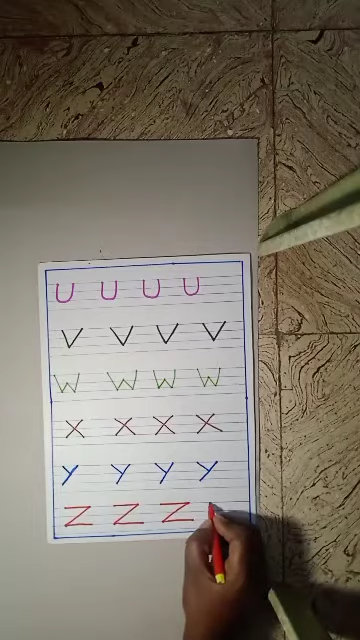 U U U U
V V V V
W W W W
X X X X
Y Y Y Y
Z Z Z